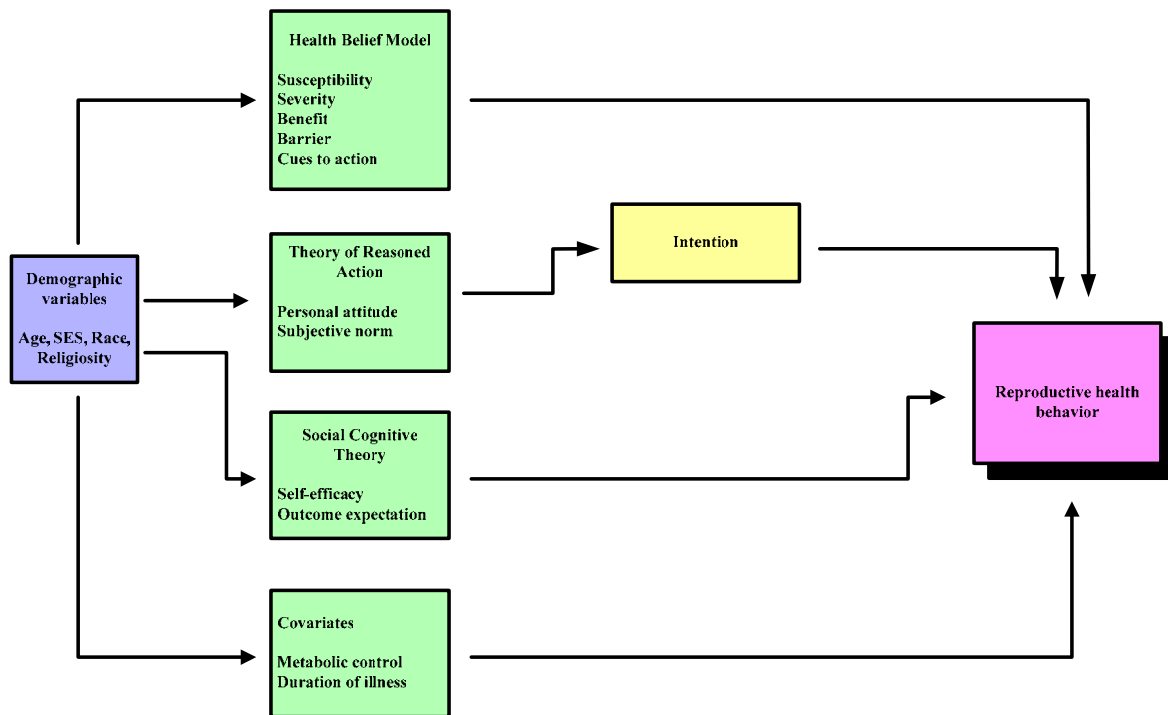 Health Belief Model
Susceptibility
Severity
Benefit
Barrier
Cues to action
Intention
Theory of Reasoned
Action
Personal attitude
Subjective norm
Demographic
variables
Age, SES, Race,
Religiosity
Reproductive health
behavior
Social Cognitive
Theory
Self-efficacy
Outcome expectation
Covariates
Metabolic control
Duration of illness